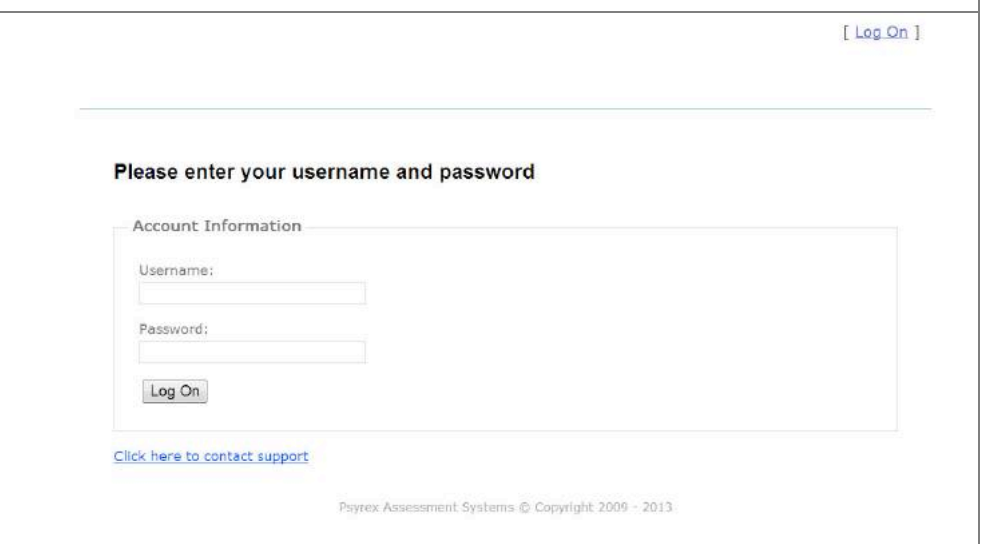 [ Log On ]
Please enter your username and password
Account Information
Username:
Password:
Log On
Click here to contact support
Psyrex Assessment Systems © Copyright 2009 - 2013